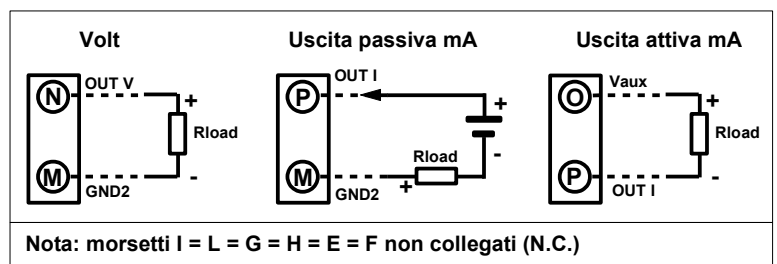 Volt
Uscita passiva mA
Uscita attiva mA
N
OUT V
+
Rload
-
M
GND2
P
OUT I
+
-
Rload
M
+
GND2
O
Vaux
+
Rload
-
P
OUT I
Nota: morsetti I = L = G = H = E = F non collegati (N.C.)